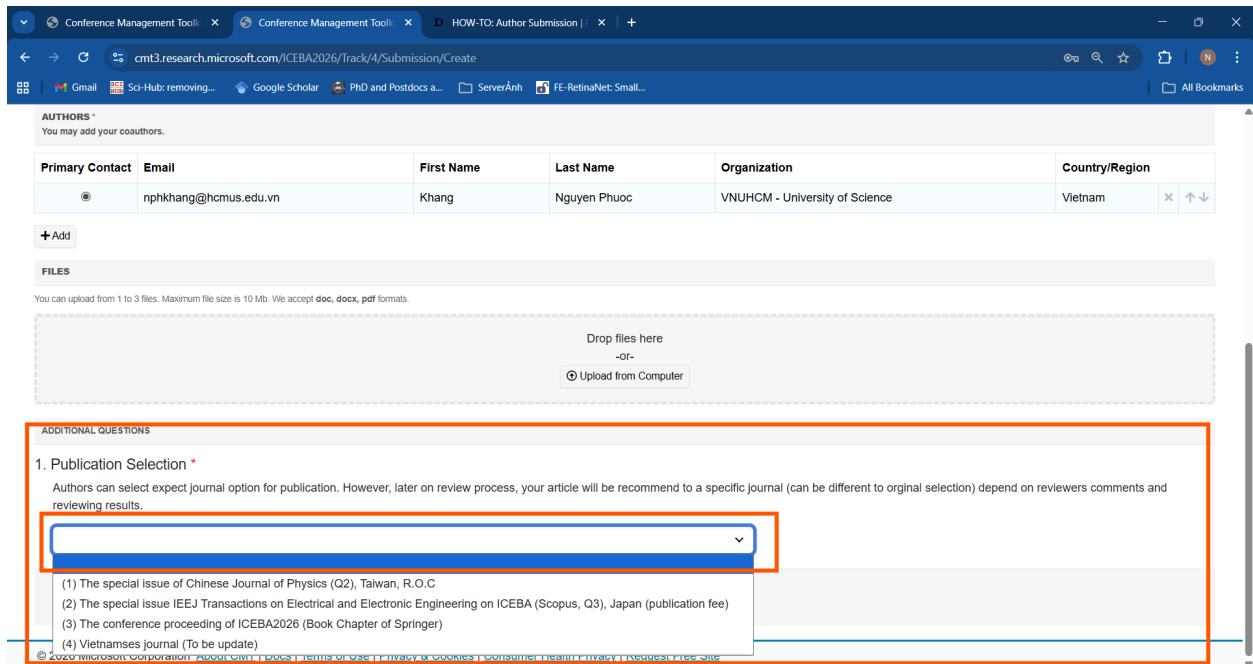 Conference Management Toolk
Conference Management Toolk
D HOW-TO: Author Submission |
cmt3.research.microsoft.com/ICEBA2026/Track/4/Submission/Create
N
Gmail
SCI HUB Sci-Hub: removing...
Google Scholar
PhD and Postdocs a...
ServerẢnh
FE-RetinaNet: Small...
All Bookmarks
AUTHORS *
You may add your coauthors.
Primary Contact Email First Name Last Name Organization Country/Region
nphkhang@hcmus.edu.vn Khang Nguyen Phuoc VNUHCM - University of Science Vietnam
+Add
FILES
You can upload from 1 to 3 files. Maximum file size is 10 Mb. We accept doc, docx, pdf formats.
Drop files here
-or-
Upload from Computer
ADDITIONAL QUESTIONS
1. Publication Selection *
Authors can select expect journal option for publication. However, later on review process, your article will be recommend to a specific journal (can be different to orginal selection) depend on reviewers comments and
reviewing results.
(1) The special issue of Chinese Journal of Physics (Q2), Taiwan, R.O.C
(2) The special issue IEEJ Transactions on Electrical and Electronic Engineering on ICEBA (Scopus, Q3), Japan (publication fee)
(3) The conference proceeding of ICEBA2026 (Book Chapter of Springer)
(4) Vietnamses journal (To be update)
© 2026 Microsoft Corporation About CMT | Docs | Terms of Use | Privacy & Cookies | Consumer Health Privacy | Request Free Site